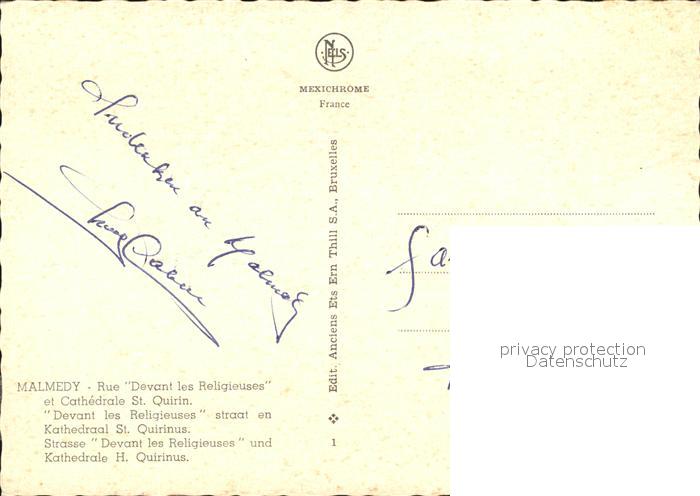 NELS
MEXICHROME
France
Andenken an Malmedy
Edit. Anciens Ets Ern Thill S.A., Bruxelles
1
MALMEDY - Rue "Devant les Religieuses"
et Cathédrale St. Quirin.
"Devant les Religieuses" straat en
Kathedraal St. Quirinus.
Strasse "Devant les Religieuses" und
Kathedrale H. Quirinus.
privacy protection
Datenschutz